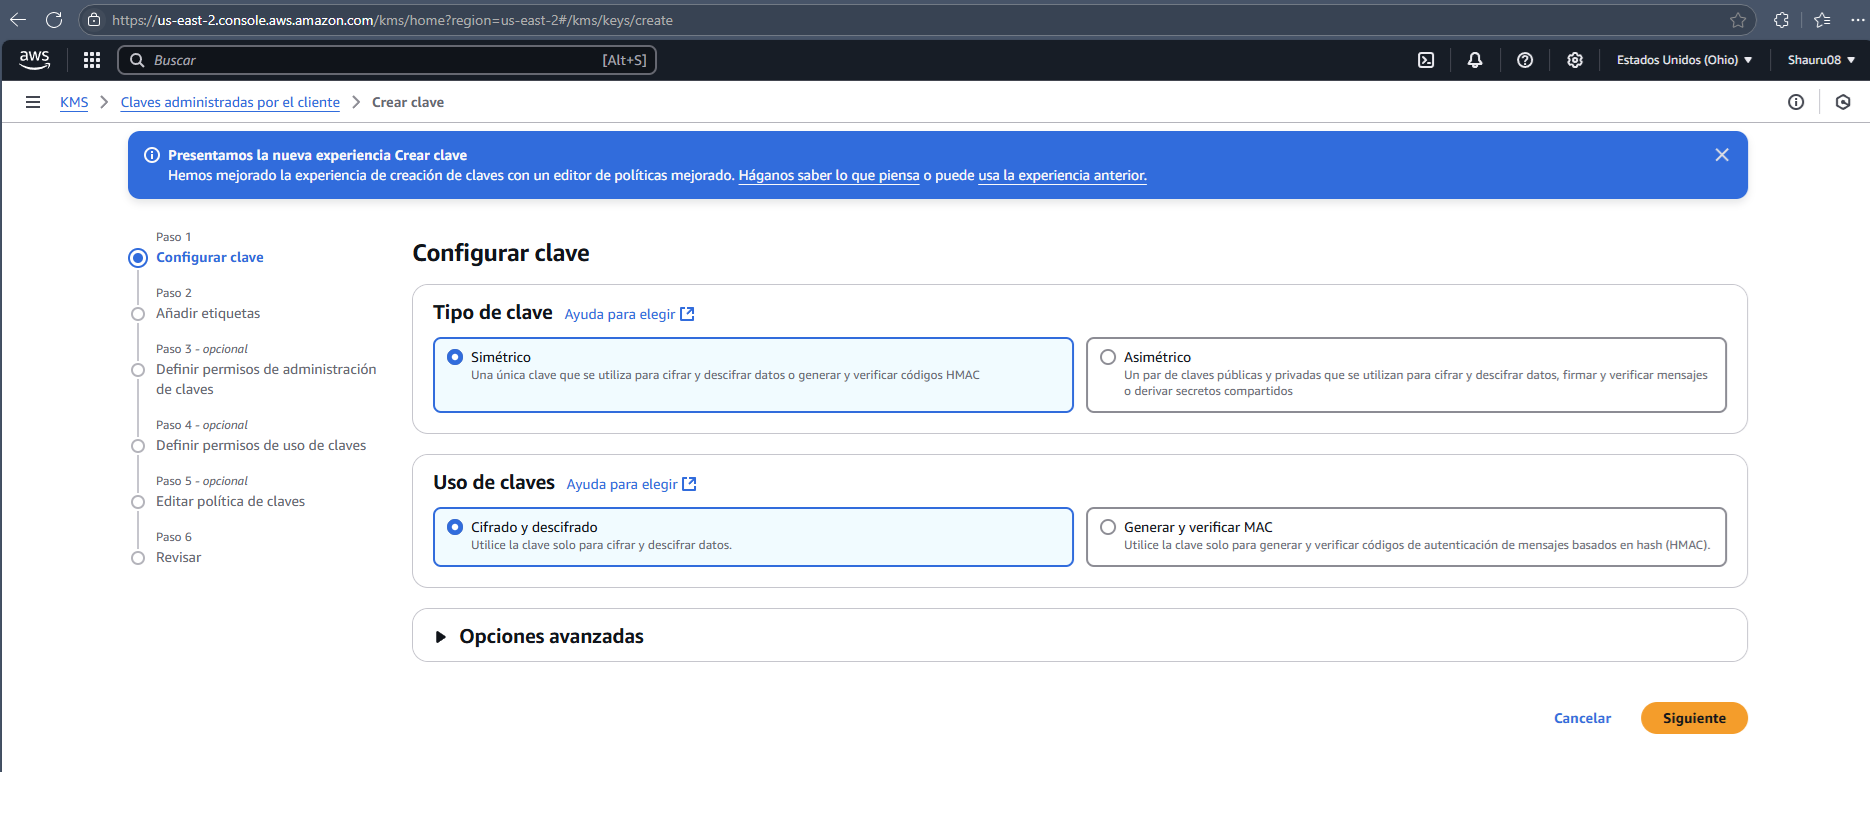 https://us-east-2.console.aws.amazon.com/kms/home?region=us-east-2#/kms/keys/create
aws
Buscar
[Alt+S]
Estados Unidos (Ohio)
Shauru08
KMS
Claves administradas por el cliente
Crear clave
Presentamos la nueva experiencia Crear clave
Hemos mejorado la experiencia de creación de claves con un editor de políticas mejorado. Háganos saber lo que piensa o puede usa la experiencia anterior.
Paso 1
Configurar clave
Paso 2
Añadir etiquetas
Paso 3 - opcional
Definir permisos de administración
de claves
Paso 4 - opcional
Definir permisos de uso de claves
Paso 5 - opcional
Editar política de claves
Paso 6
Revisar
Configurar clave
Tipo de clave
Ayuda para elegir
Simétrico
Una única clave que se utiliza para cifrar y descifrar datos o generar y verificar códigos HMAC
Asimétrico
Un par de claves públicas y privadas que se utilizan para cifrar y descifrar datos, firmar y verificar mensajes
o derivar secretos compartidos
Uso de claves
Ayuda para elegir
Cifrado y descifrado
Utilice la clave solo para cifrar y descifrar datos.
Generar y verificar MAC
Utilice la clave solo para generar y verificar códigos de autenticación de mensajes basados en hash (HMAC).
Opciones avanzadas
Cancelar
Siguiente